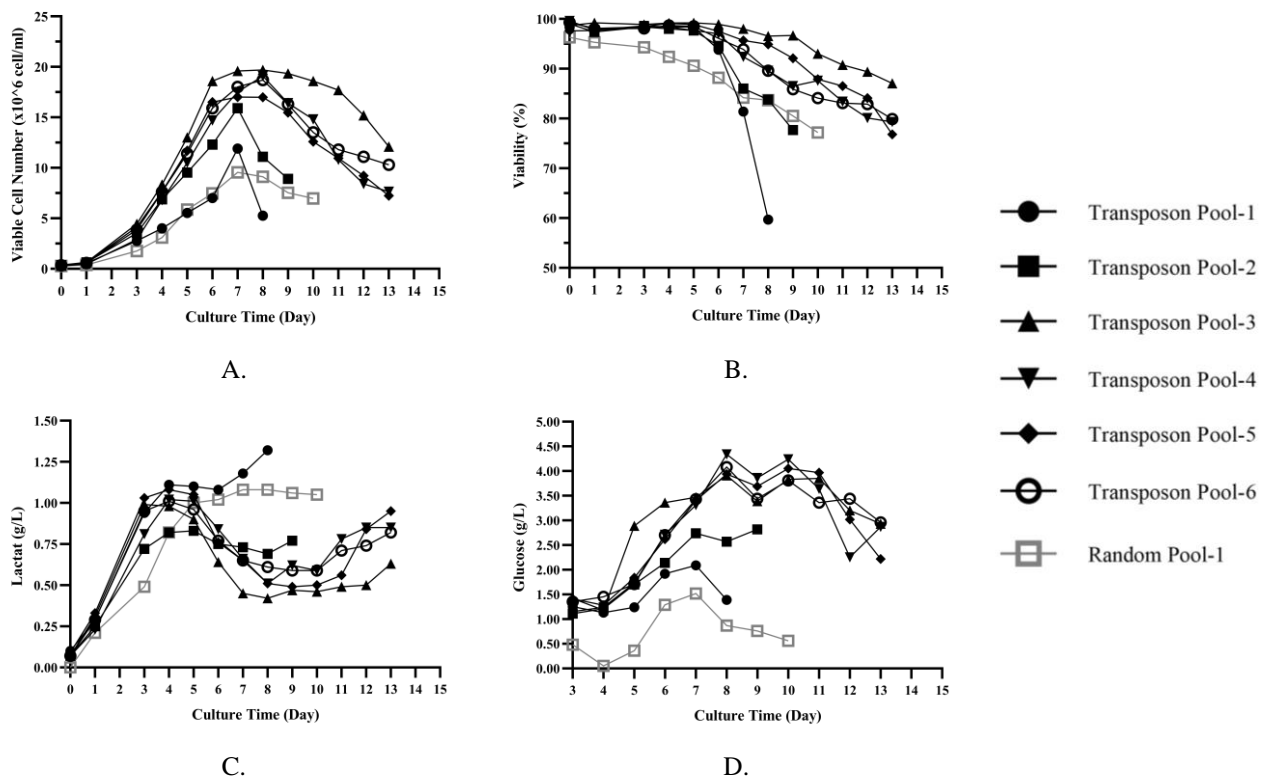 25
20
15
10
5
0
Viable Cell Number (x10^6 cell/ml)
0 1 2 3 4 5 6 7 8 9 10 11 12 13 14 15
Culture Time (Day)
A.
100
90
80
70
60
50
Viability (%)
0 1 2 3 4 5 6 7 8 9 10 11 12 13 14 15
Culture Time (Day)
B.
1.50
1.25
1.00
0.75
0.50
0.25
0.00
Lactat (g/L)
0 1 2 3 4 5 6 7 8 9 10 11 12 13 14 15
Culture Time (Day)
C.
5.00
4.50
4.00
3.50
3.00
2.50
2.00
1.50
1.00
0.50
0.00
Glucose (g/L)
3 4 5 6 7 8 9 10 11 12 13 14 15
Culture Time (Day)
D.
Transposon Pool-1
Transposon Pool-2
Transposon Pool-3
Transposon Pool-4
Transposon Pool-5
Transposon Pool-6
Random Pool-1